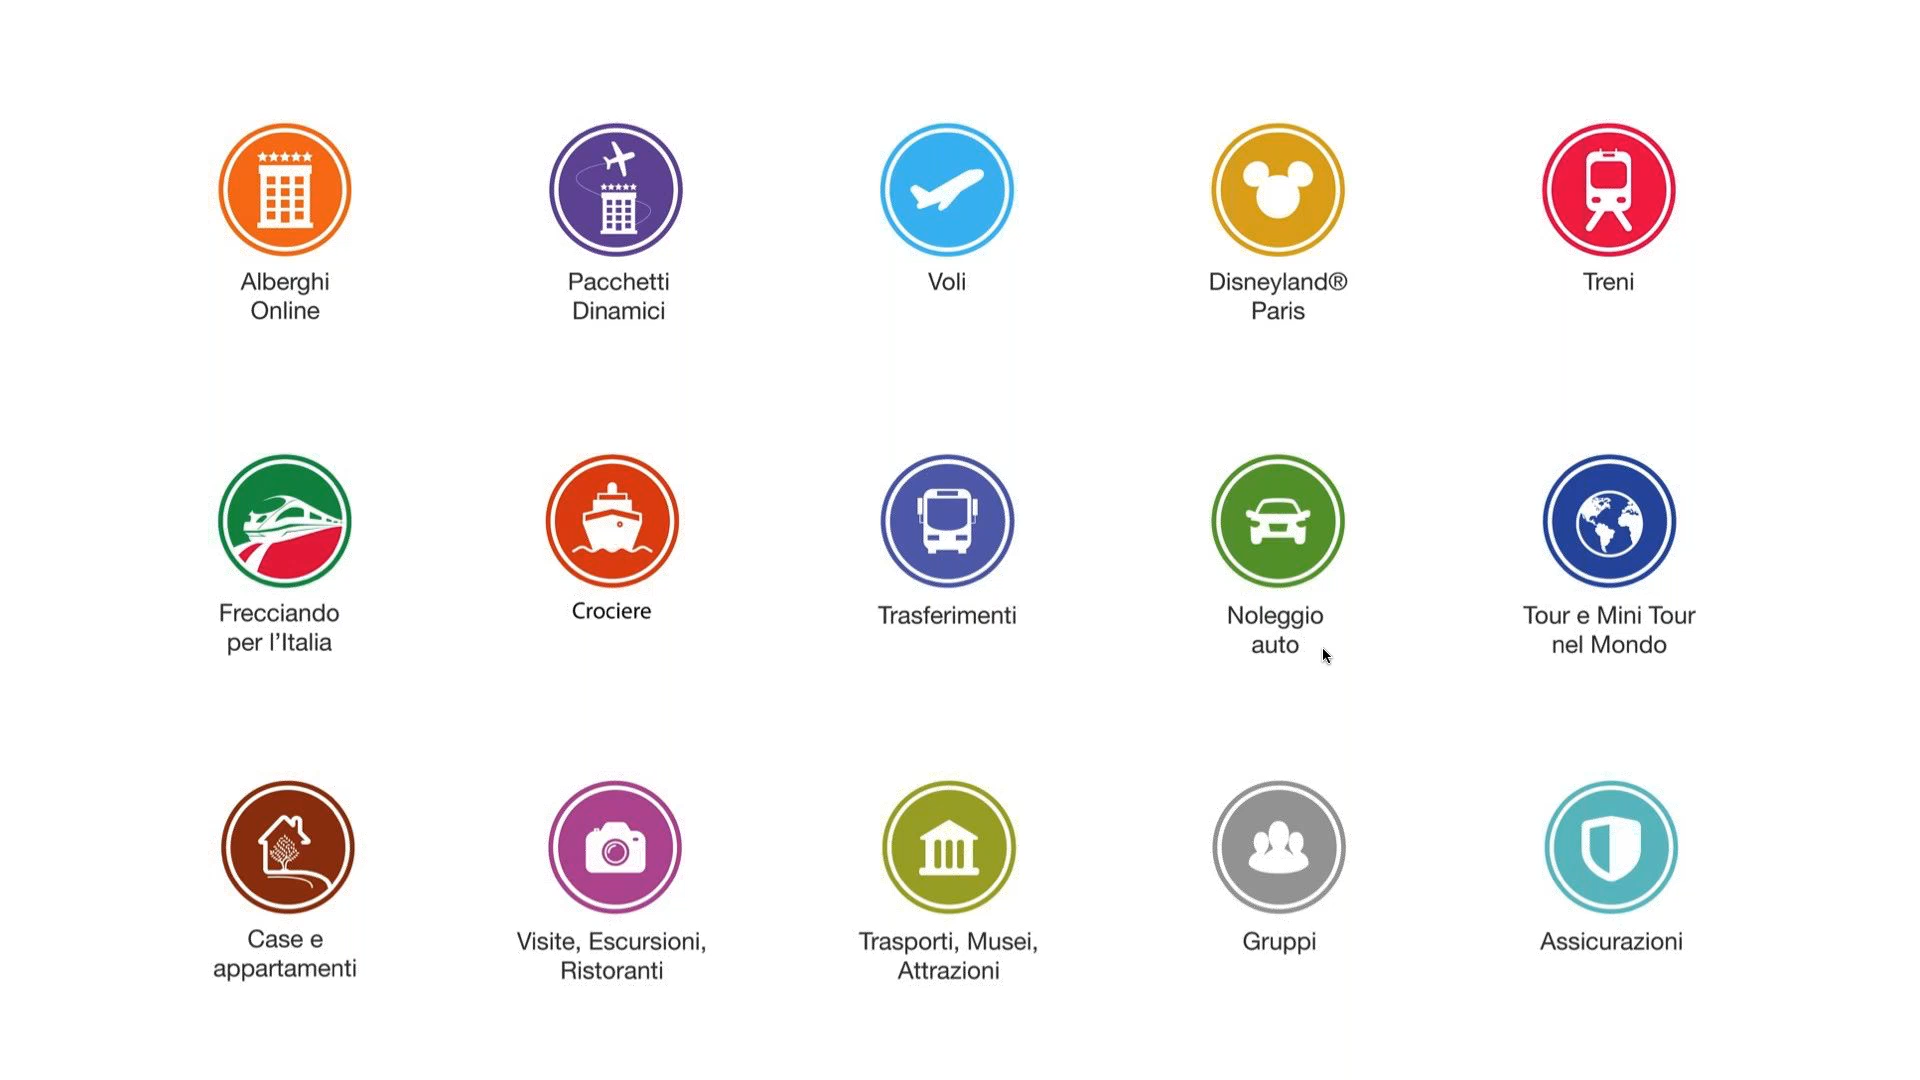 Alberghi
Online
Pacchetti
Dinamici
Voli
Disneyland®
Paris
Treni
Frecciando
per l’Italia
Crociere
Trasferimenti
Noleggio
auto
Tour e Mini Tour
nel Mondo
Case e
appartamenti
Visite, Escursioni,
Ristoranti
Trasporti, Musei,
Attrazioni
Gruppi
Assicurazioni